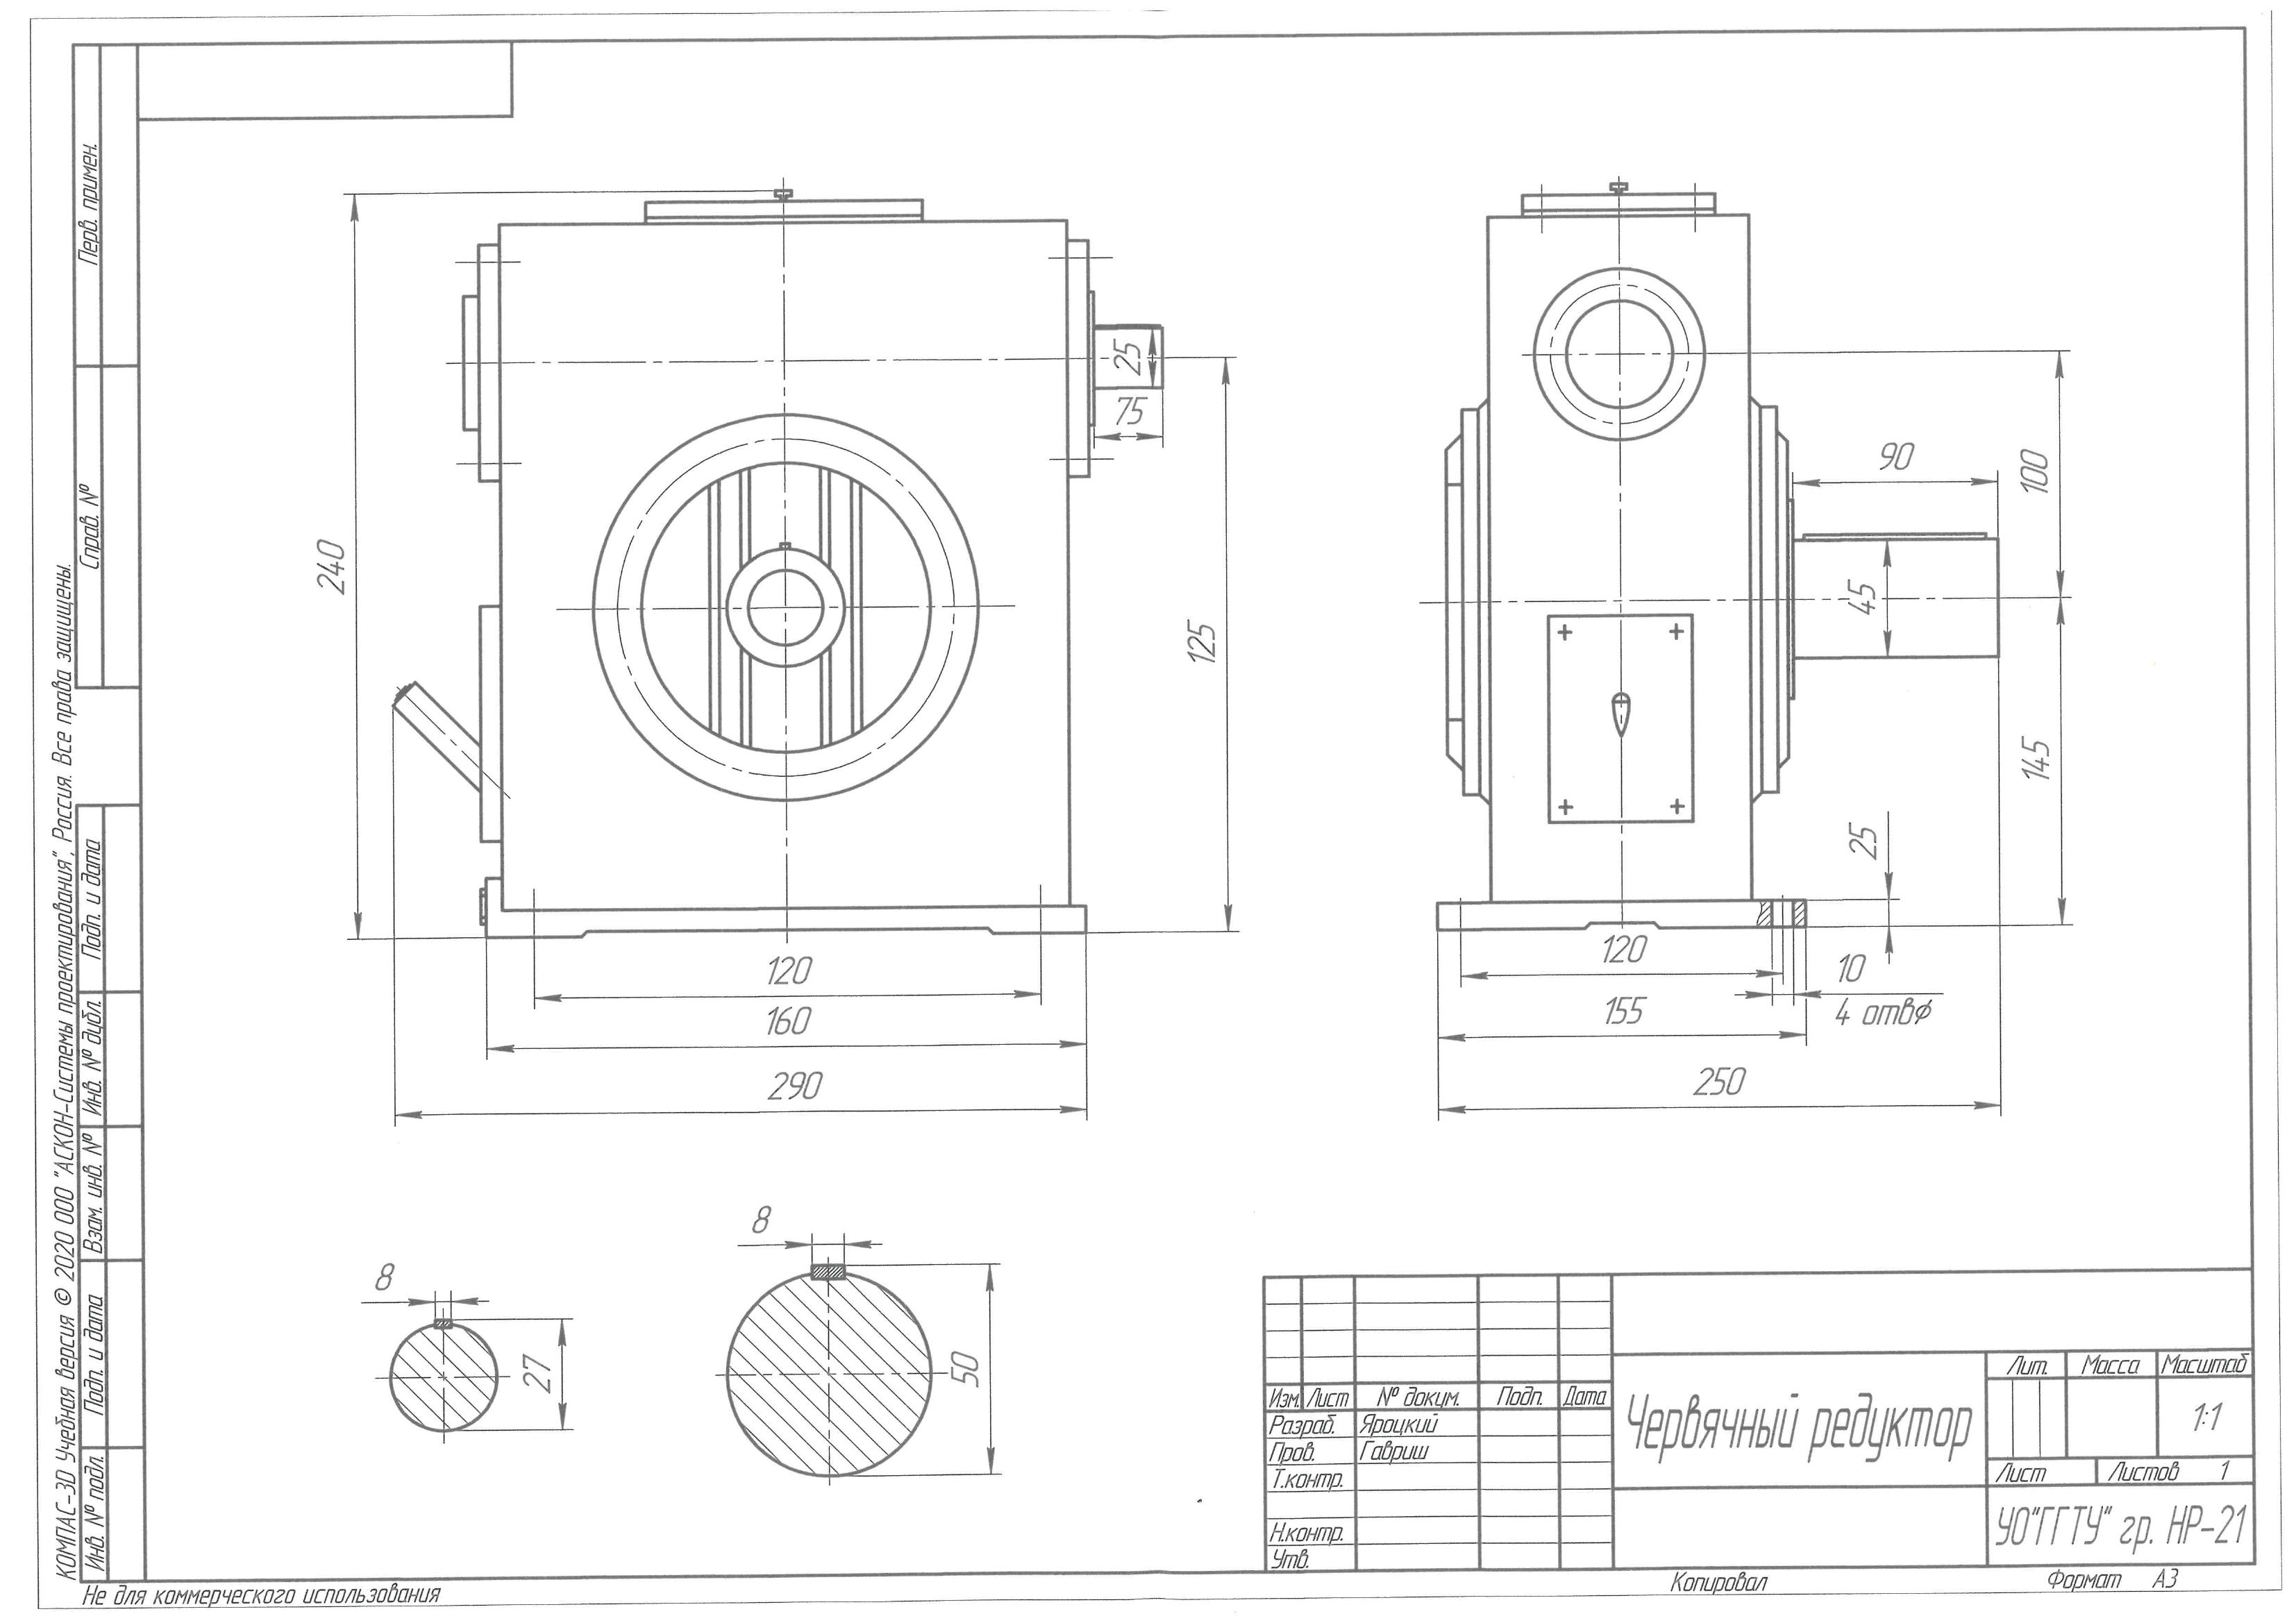 Перв. примен.
Справ. №
Подп. и дата
Инв. № дубл.
Взам. инв. №
Подп. и дата
Инв. № подл.
КОМПАС-3D Учебная версия © 2020 ООО "АСКОН-Системы проектирования", Россия. Все права защищены.
240
25
75
125
120
160
290
90
100
45
145
25
120
10
4 отвϕ
155
250
8
27
8
50
Изм. Лист № докум. Подп. Дата
Разраб. Яроцкий
Пров. Гавриш
Т.контр.
Н.контр.
Утв.
Червячный редуктор
Лит. Масса Масштаб
1:1
Лист Листов 1
УО"ГГТУ" гр. НР-21
Не для коммерческого использования
Копировал
Формат А3